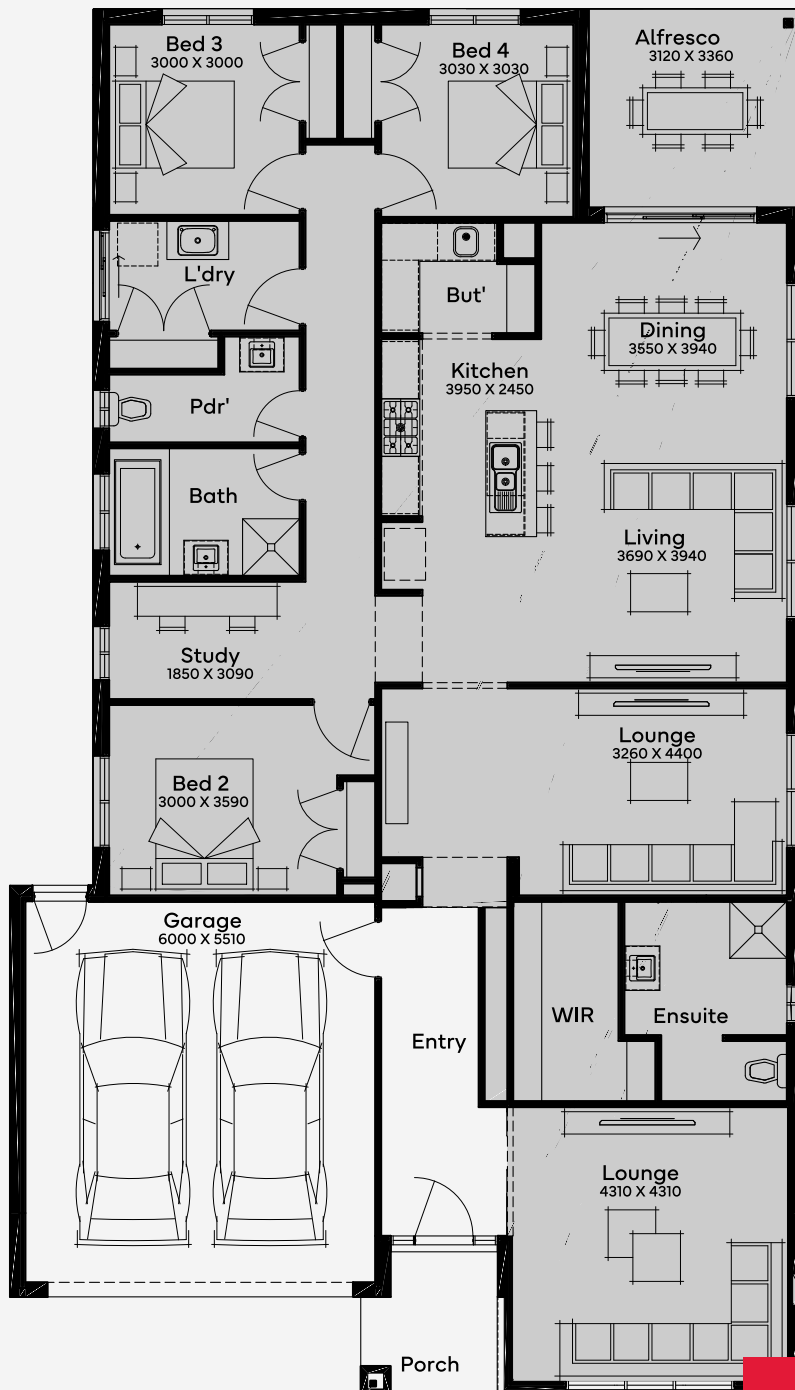 Bed 3
3000 X 3000
Bed 4
3030 X 3030
Alfresco
3120 X 3360
L'dry
But'
Dining
3550 X 3940
Kitchen
3950 X 2450
Pdr'
Bath
Living
3690 X 3940
Study
1850 X 3090
Lounge
3260 X 4400
Bed 2
3000 X 3590
Garage
6000 X 5510
Entry
WIR
Ensuite
Lounge
4310 X 4310
Porch